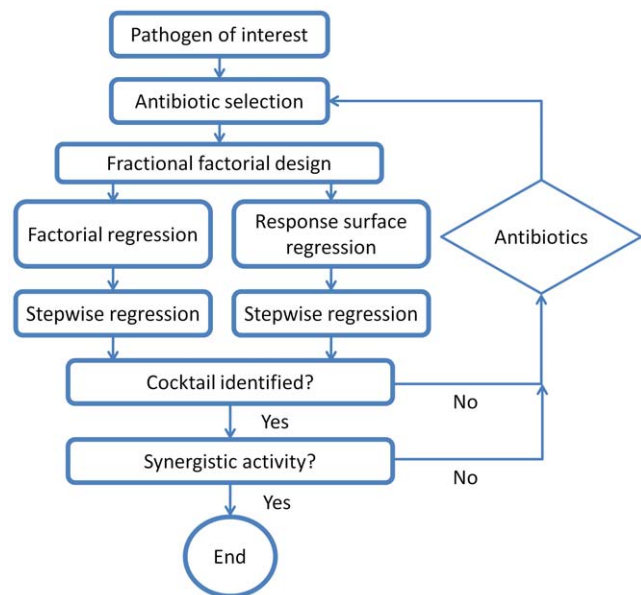 Pathogen of interest
Antibiotic selection
Fractional factorial design
Factorial regression
Response surface
regression
Antibiotics
Stepwise regression
Stepwise regression
Cocktail identified?
No
Yes
Synergistic activity?
No
Yes
End